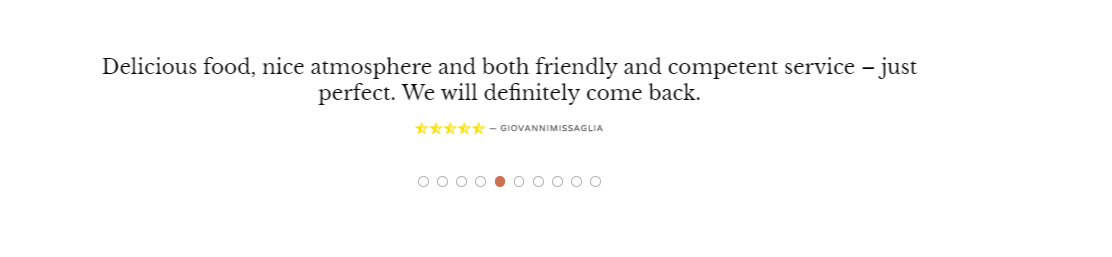 Delicious food, nice atmosphere and both friendly and competent service – just
perfect. We will definitely come back.
– GIOVANNIMISSAGLIA